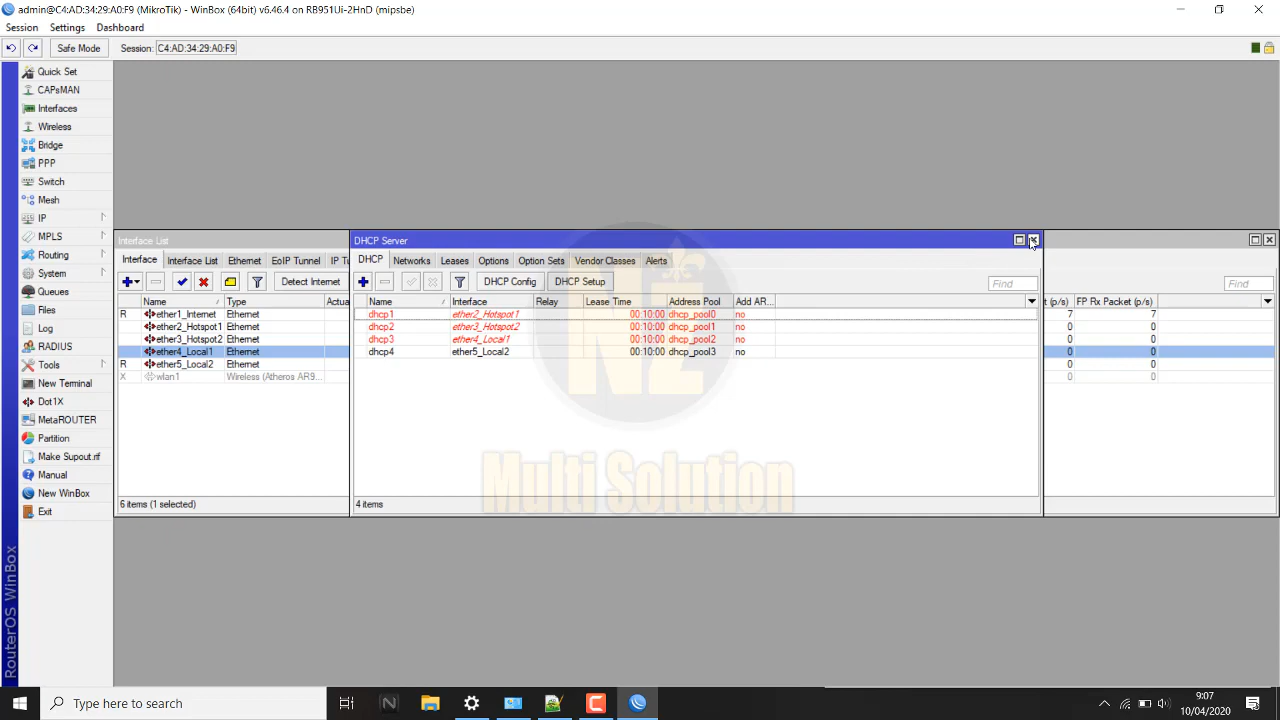 admin@C4:AD:34:29:A0:F9 (MikroTik) - WinBox (64bit) v6.46.4 on RB951Ui-2HnD (mipsbe)
Session Settings Dashboard
Safe Mode Session: C4:AD:34:29:A0:F9
Quick Set
CAPsMAN
Interfaces
Wireless
Bridge
PPP
Switch
Mesh
IP
MPLS
Routing
System
Queues
Files
Log
RADIUS
Tools
New Terminal
Dot1X
MetaROUTER
Partition
Make Supout.rif
Manual
New WinBox
Exit
RouterOS WinBox
Interface List
Interface Interface List Ethernet EoIP Tunnel IP Tu
Detect Internet
Name Type Actua
R ether1_Internet Ethernet
ether2_Hotspot1 Ethernet
ether3_Hotspot2 Ethernet
ether4_Local1 Ethernet
R ether5_Local2 Ethernet
X wlan1 Wireless (Atheros AR9...
6 items (1 selected)
DHCP Server
DHCP Networks Leases Options Option Sets Vendor Classes Alerts
DHCP Config DHCP Setup Find
Name Interface Relay Lease Time Address Pool Add AR...
dhcp1 ether2_Hotspot1 00:10:00 dhcp_pool0 no
dhcp2 ether3_Hotspot2 00:10:00 dhcp_pool1 no
dhcp3 ether4_Local1 00:10:00 dhcp_pool2 no
dhcp4 ether5_Local2 00:10:00 dhcp_pool3 no
4 items
Find
t (p/s) FP Rx Packet (p/s)
7 7
0 0
0 0
0 0
0 0
0 0
Nz
Multi Solution
Type here to search
9:07
10/04/2020